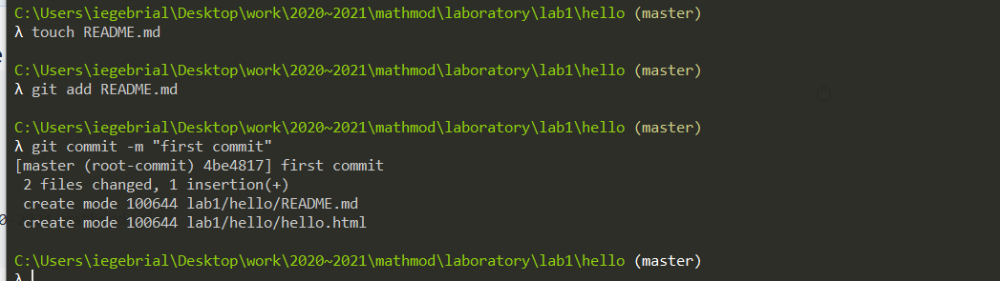 C:\Users\iegebrial\Desktop\work\2020~2021\mathmod\laboratory\lab1\hello (master)
λ touch README.md
C:\Users\iegebrial\Desktop\work\2020~2021\mathmod\laboratory\lab1\hello (master)
λ git add README.md
C:\Users\iegebrial\Desktop\work\2020~2021\mathmod\laboratory\lab1\hello (master)
λ git commit -m "first commit"
[master (root-commit) 4be4817] first commit
2 files changed, 1 insertion(+)
create mode 100644 lab1/hello/README.md
create mode 100644 lab1/hello/hello.html
C:\Users\iegebrial\Desktop\work\2020~2021\mathmod\laboratory\lab1\hello (master)
λ